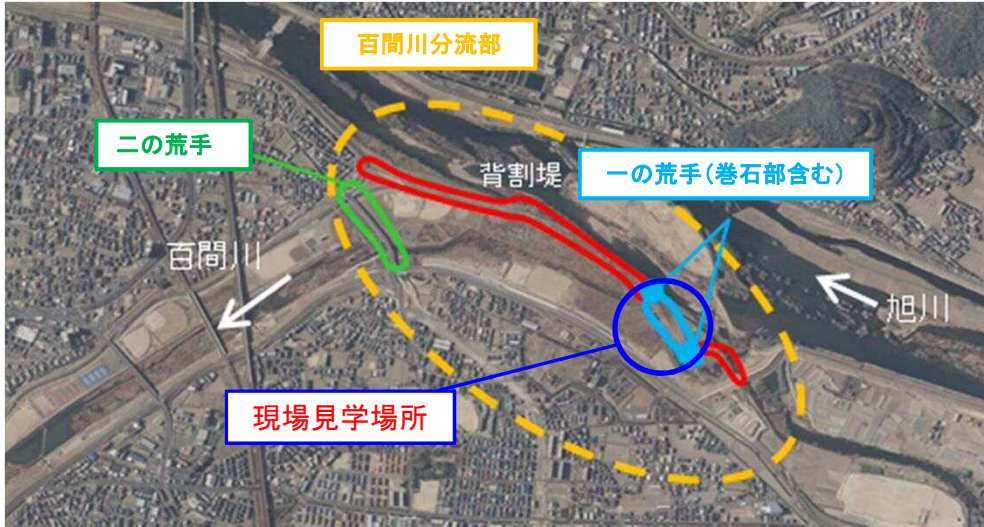 百間川分流部
二の荒手
背割堤
一の荒手(巻石部含む)
百間川
旭川
現場見学場所